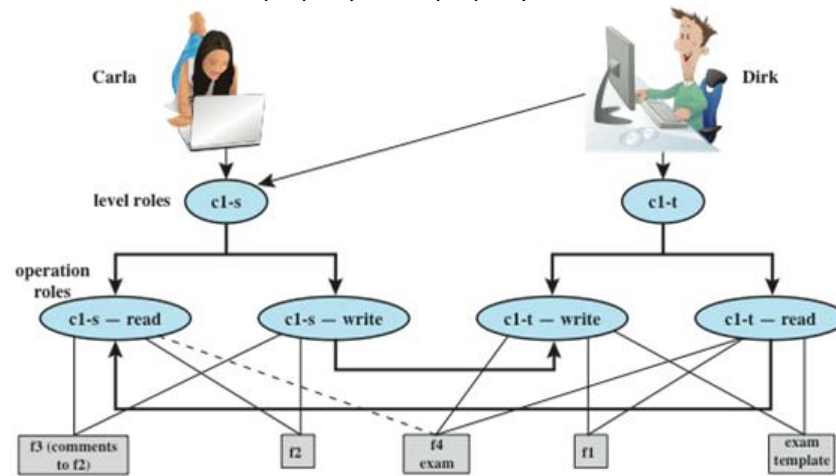 Carla
Dirk
level roles
c1-s
c1-t
operation
roles
c1-s — read
c1-s — write
c1-t — write
c1-t — read
f3 (comments
to f2)
f2
f4
exam
f1
exam
template